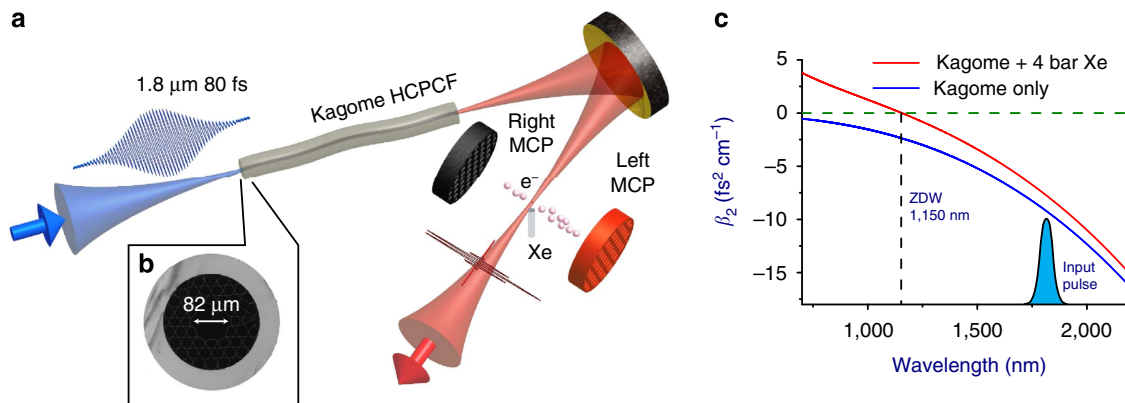 a
1.8 μm 80 fs
Kagome HCPCF
Right
MCP
Left
MCP
e⁻
Xe
b
82 μm
c
Kagome + 4 bar Xe
Kagome only
β₂ (fs² cm⁻¹)
5
0
−5
−10
−15
ZDW
1,150 nm
Input
pulse
1,000
1,500
2,000
Wavelength (nm)